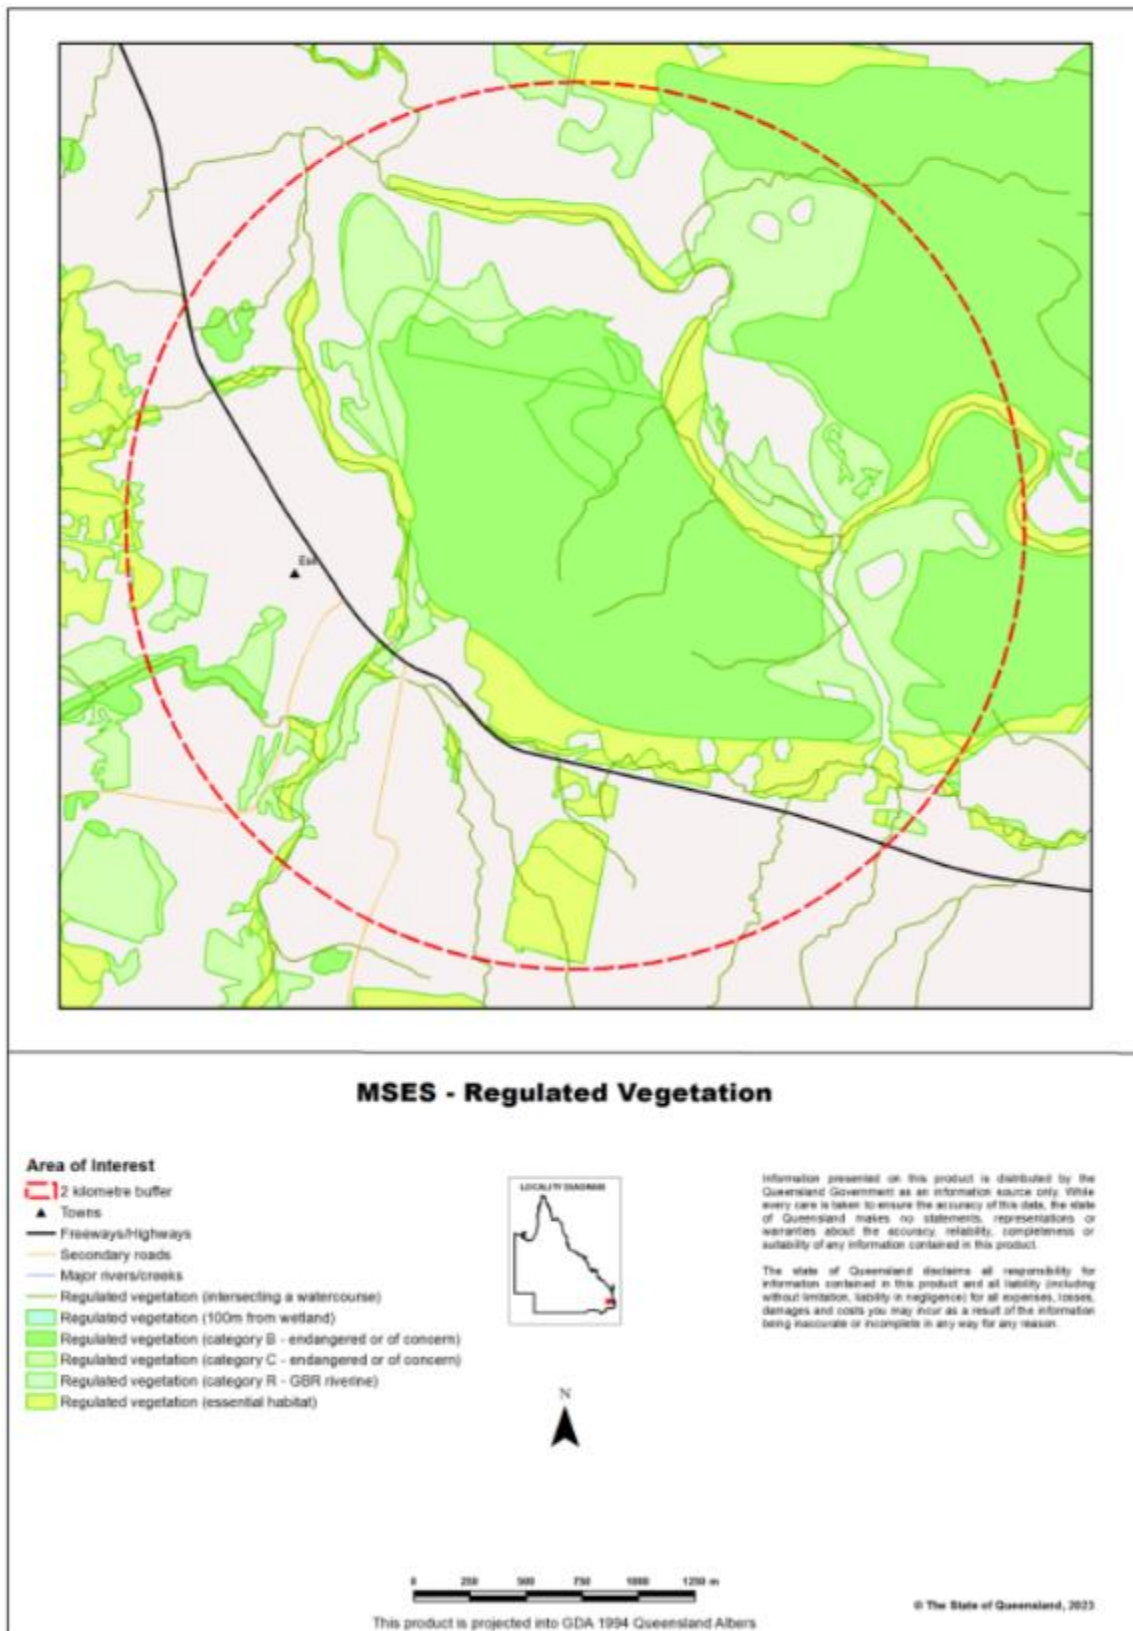 Esk
MSES - Regulated Vegetation
Area of Interest
2 kilometre buffer
Towns
Freeways/Highways
Secondary roads
Major rivers/creeks
Regulated vegetation (intersecting a watercourse)
Regulated vegetation (100m from wetland)
Regulated vegetation (category B - endangered or of concern)
Regulated vegetation (category C - endangered or of concern)
Regulated vegetation (category R - GBR riverine)
Regulated vegetation (essential habitat)
LOCALITY DIAGRAM
N
Information presented on this product is distributed by the
Queensland Government as an information source only. While
every care is taken to ensure the accuracy of this data, the state
of Queensland makes no statements, representations or
warranties about the accuracy, reliability, completeness or
suitability of any information contained in this product.
The state of Queensland disclaims all responsibility for
information contained in this product and all liability (including
without limitation, liability in negligence) for all expenses, losses,
damages and costs you may incur as a result of the information
being inaccurate or incomplete in any way for any reason.
0 250 500 750 1000 1250 m
This product is projected into GDA 1994 Queensland Albers
© The State of Queensland, 2023